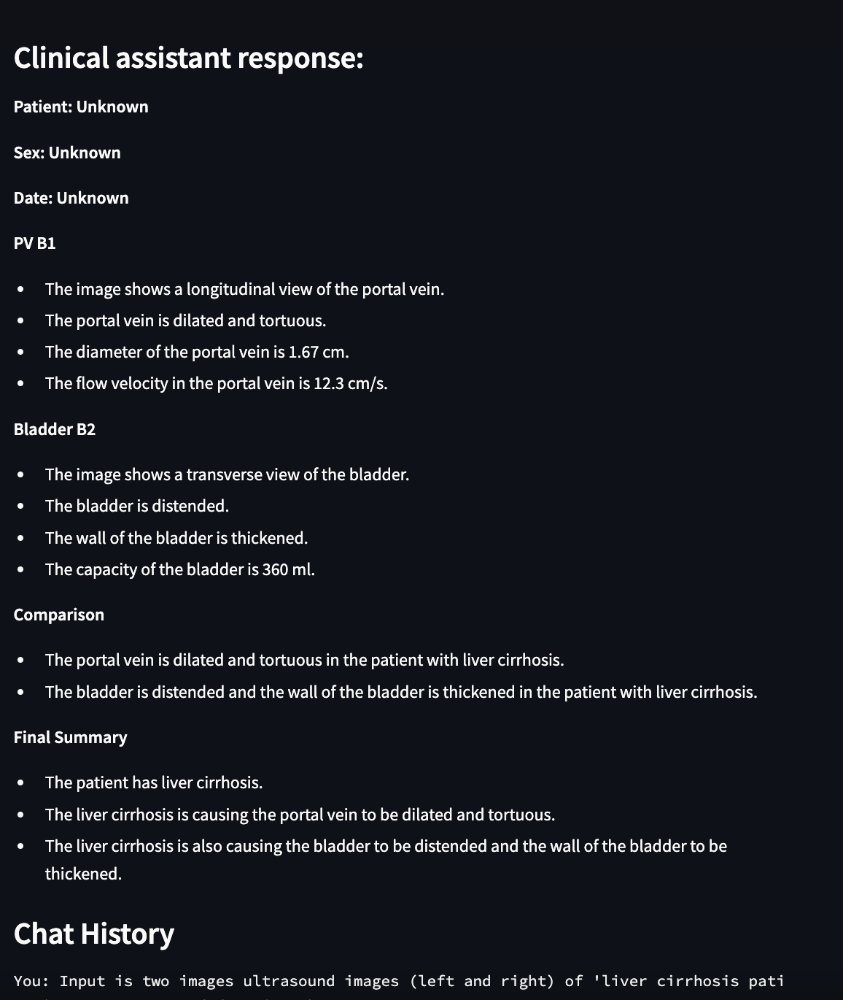 Clinical assistant response:
Patient: Unknown
Sex: Unknown
Date: Unknown
PV B1
• The image shows a longitudinal view of the portal vein.
• The portal vein is dilated and tortuous.
• The diameter of the portal vein is 1.67 cm.
• The flow velocity in the portal vein is 12.3 cm/s.
Bladder B2
• The image shows a transverse view of the bladder.
• The bladder is distended.
• The wall of the bladder is thickened.
• The capacity of the bladder is 360 ml.
Comparison
• The portal vein is dilated and tortuous in the patient with liver cirrhosis.
• The bladder is distended and the wall of the bladder is thickened in the patient with liver cirrhosis.
Final Summary
• The patient has liver cirrhosis.
• The liver cirrhosis is causing the portal vein to be dilated and tortuous.
• The liver cirrhosis is also causing the bladder to be distended and the wall of the bladder to be
thickened.
Chat History
You: Input is two images ultrasound images (left and right) of 'liver cirrhosis pati